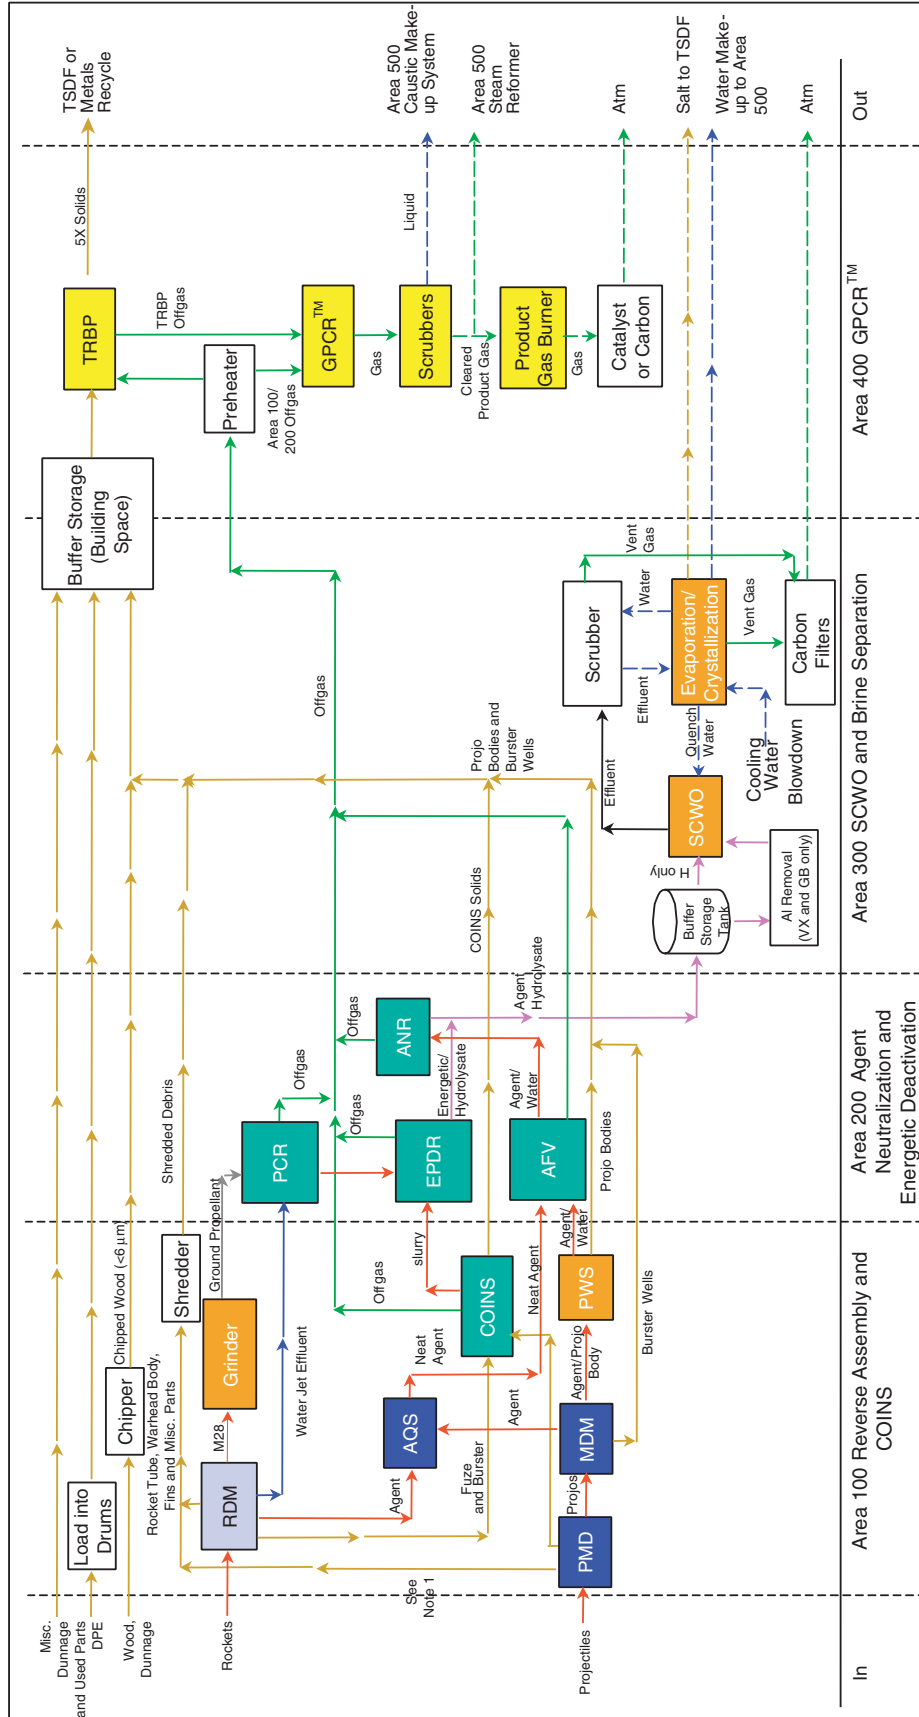 Misc.
Dunnage
and Used Parts
DPE
Wood,
Dunnage
Rockets
Projectiles
In
Load into
Drums
Chipper
Chipped Wood (<6 µm)
Rocket Tube, Warhead Body,
Fins and Misc. Parts
Shredder
Shredded Debris
RDM
M28
Grinder
Ground Propellant
Water Jet Effluent
See
Note 1
Agent
AQS
Neat
Agent
Fuze
and Burster
Agent
COINS
Offgas
slurry
Neat Agent
PMD
Projos
MDM
Agent/Projo
Body
PWS
Agent/
Water
Burster Wells
Area 100 Reverse Assembly and
COINS
PCR
Offgas
EPDR
Offgas
Energetic/
Hydrolysate
ANR
Offgas
Agent
Hydrolysate
AFV
Agent/
Water
Projo Bodies
Area 200 Agent
Neutralization and
Energetic Deactivation
Buffer Storage
(Building
Space)
Offgas
COINS Solids
Projo
Bodies and
Burster
Wells
Buffer
Storage
Tank
H only
Al Removal
(VX and GB only)
SCWO
Effluent
Quench
Water
Cooling
Water
Blowdown
Scrubber
Effluent
Water
Evaporation/
Crystallization
Vent
Gas
Vent Gas
Carbon
Filters
Area 300 SCWO and Brine Separation
TRBP
5X Solids
TRBP
Offgas
Preheater
Area 100/
200 Offgas
GPCR™
Gas
Scrubbers
Liquid
Cleared
Product Gas
Product
Gas Burner
Gas
Catalyst
or Carbon
Area 400 GPCR™
TSDF or
Metals
Recycle
Area 500
Caustic Make-
up System
Area 500
Steam
Reformer
Atm
Salt to TSDF
Water Make-
up to Area
500
Atm
Out